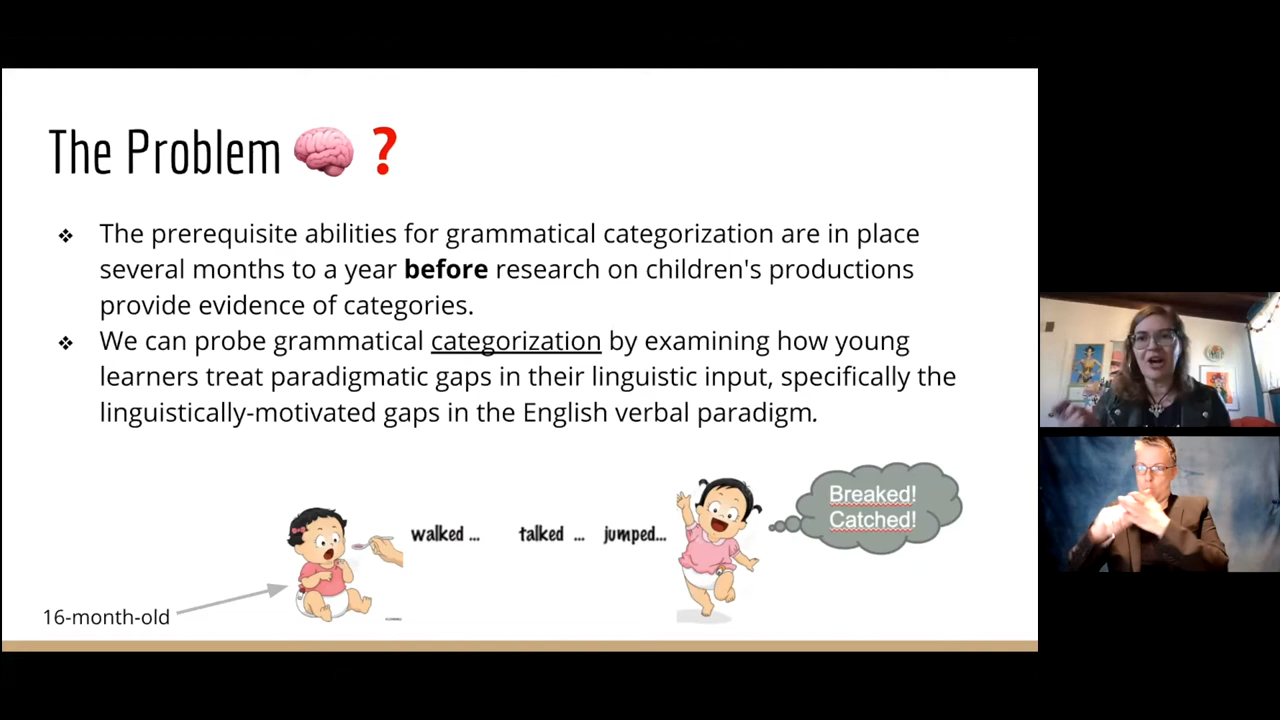 The Problem
The prerequisite abilities for grammatical categorization are in place
several months to a year before research on children's productions
provide evidence of categories.
We can probe grammatical categorization by examining how young
learners treat paradigmatic gaps in their linguistic input, specifically the
linguistically-motivated gaps in the English verbal paradigm.
Breaked!
Catched!
walked ... talked ... jumped...
16-month-old